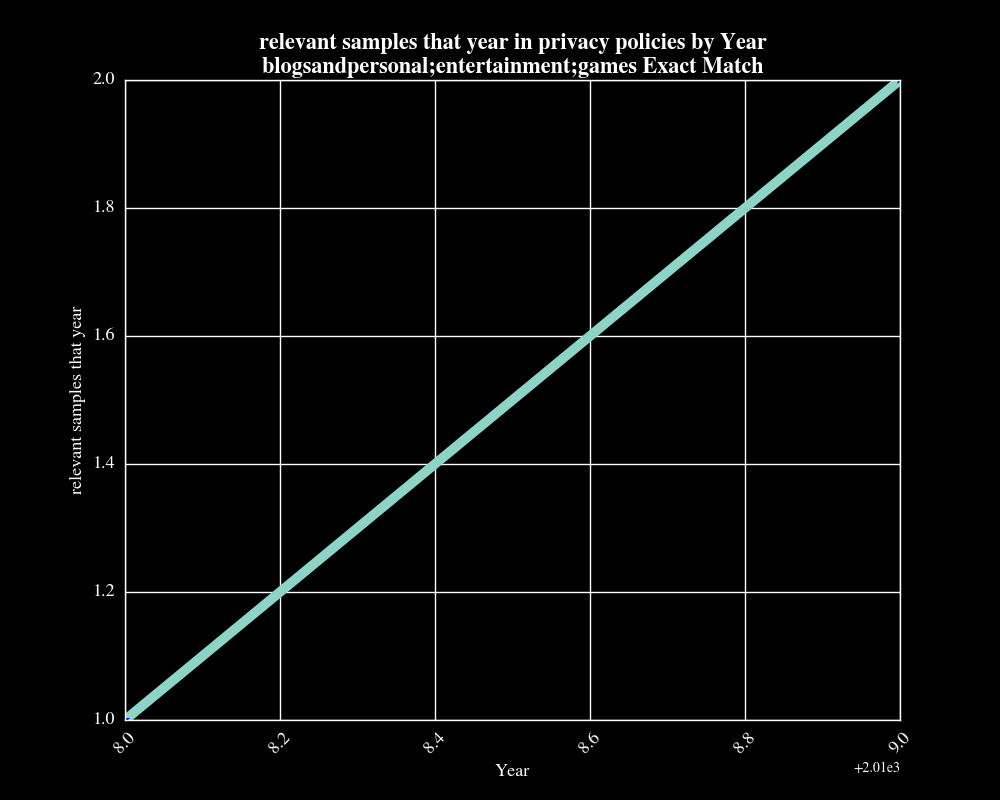 relevant samples that year in privacy policies by Year
blogsandpersonal;entertainment;games Exact Match
2.0
1.8
1.6
1.4
1.2
1.0
relevant samples that year
8.0
8.2
8.4
8.6
8.8
9.0
Year
+2.01e3